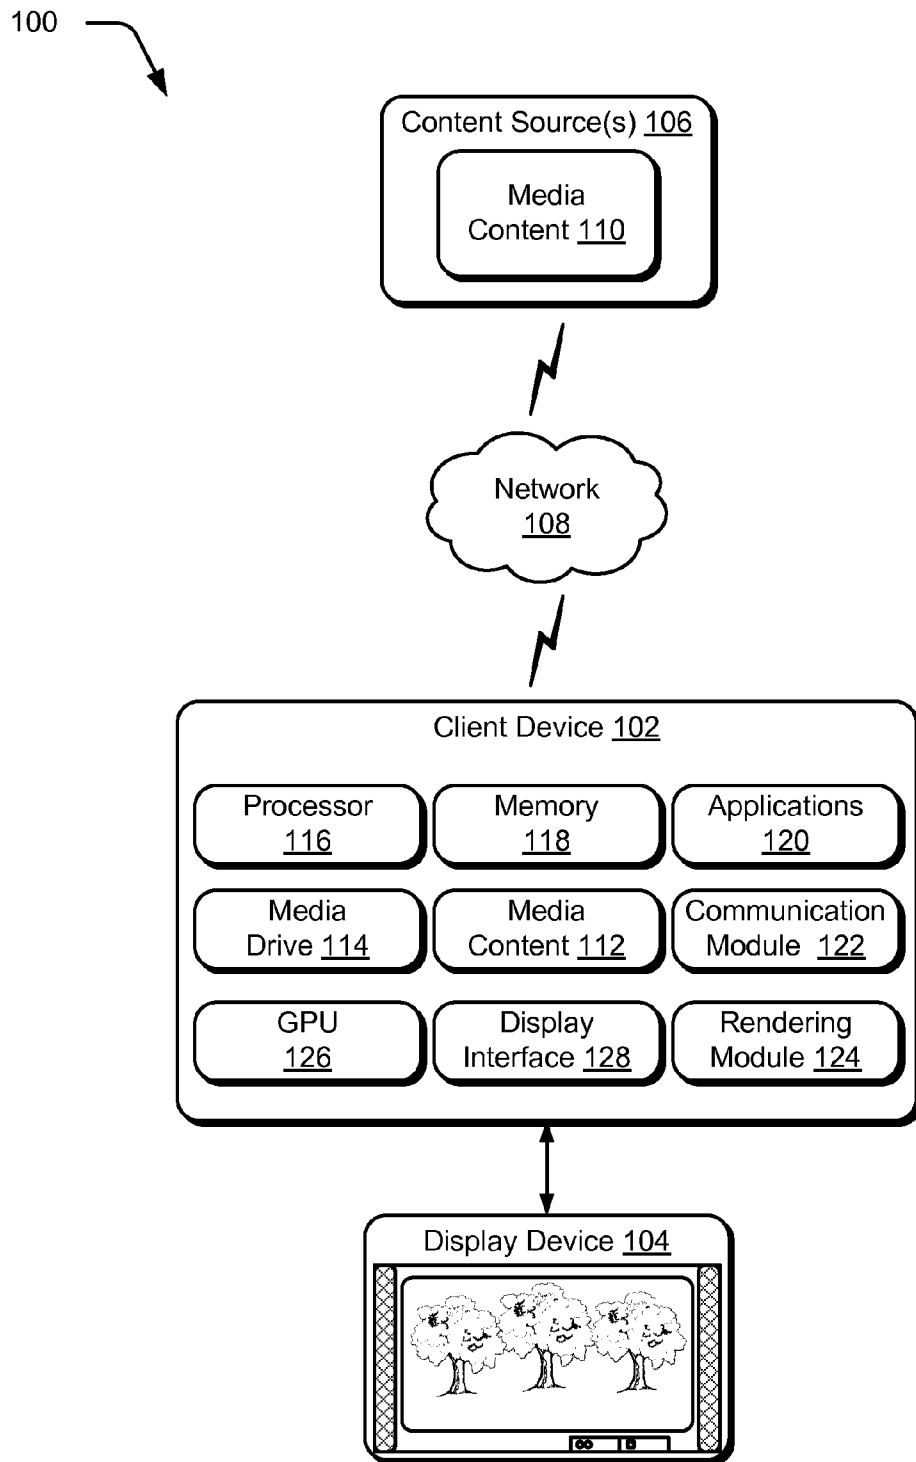 100
Content Source(s) 106
Media
Content 110
Network
108
Client Device 102
Processor
116
Memory
118
Applications
120
Media
Drive 114
Media
Content 112
Communication
Module 122
GPU
126
Display
Interface 128
Rendering
Module 124
Display Device 104